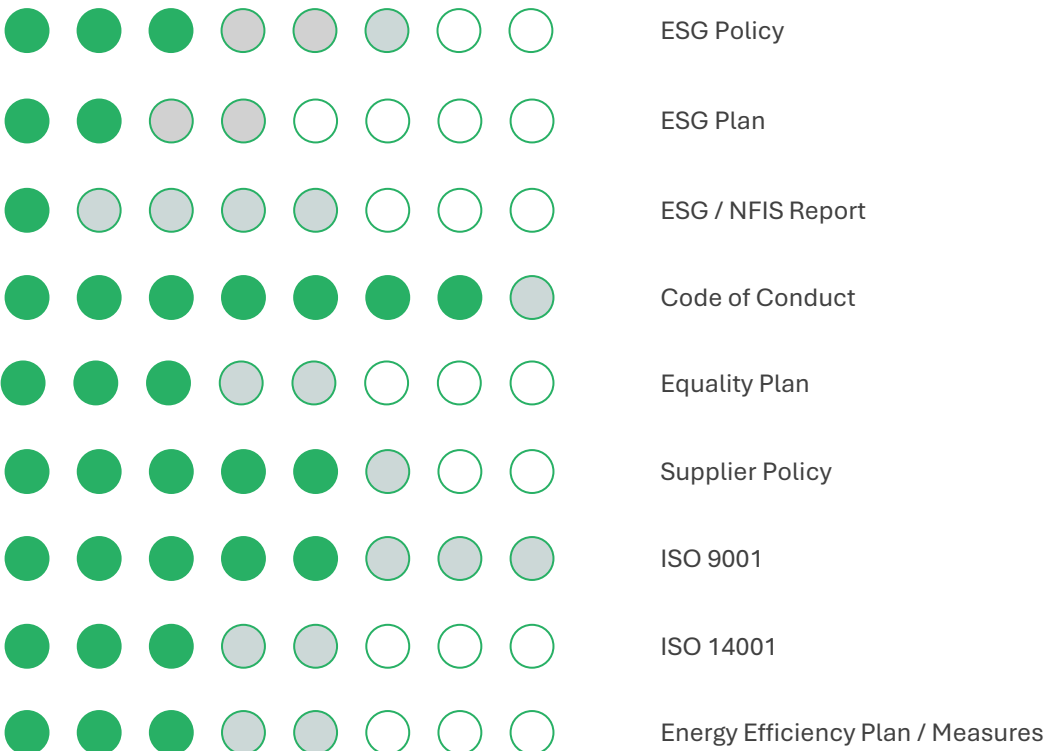 ESG Policy
ESG Plan
ESG / NFIS Report
Code of Conduct
Equality Plan
Supplier Policy
ISO 9001
ISO 14001
Energy Efficiency Plan / Measures